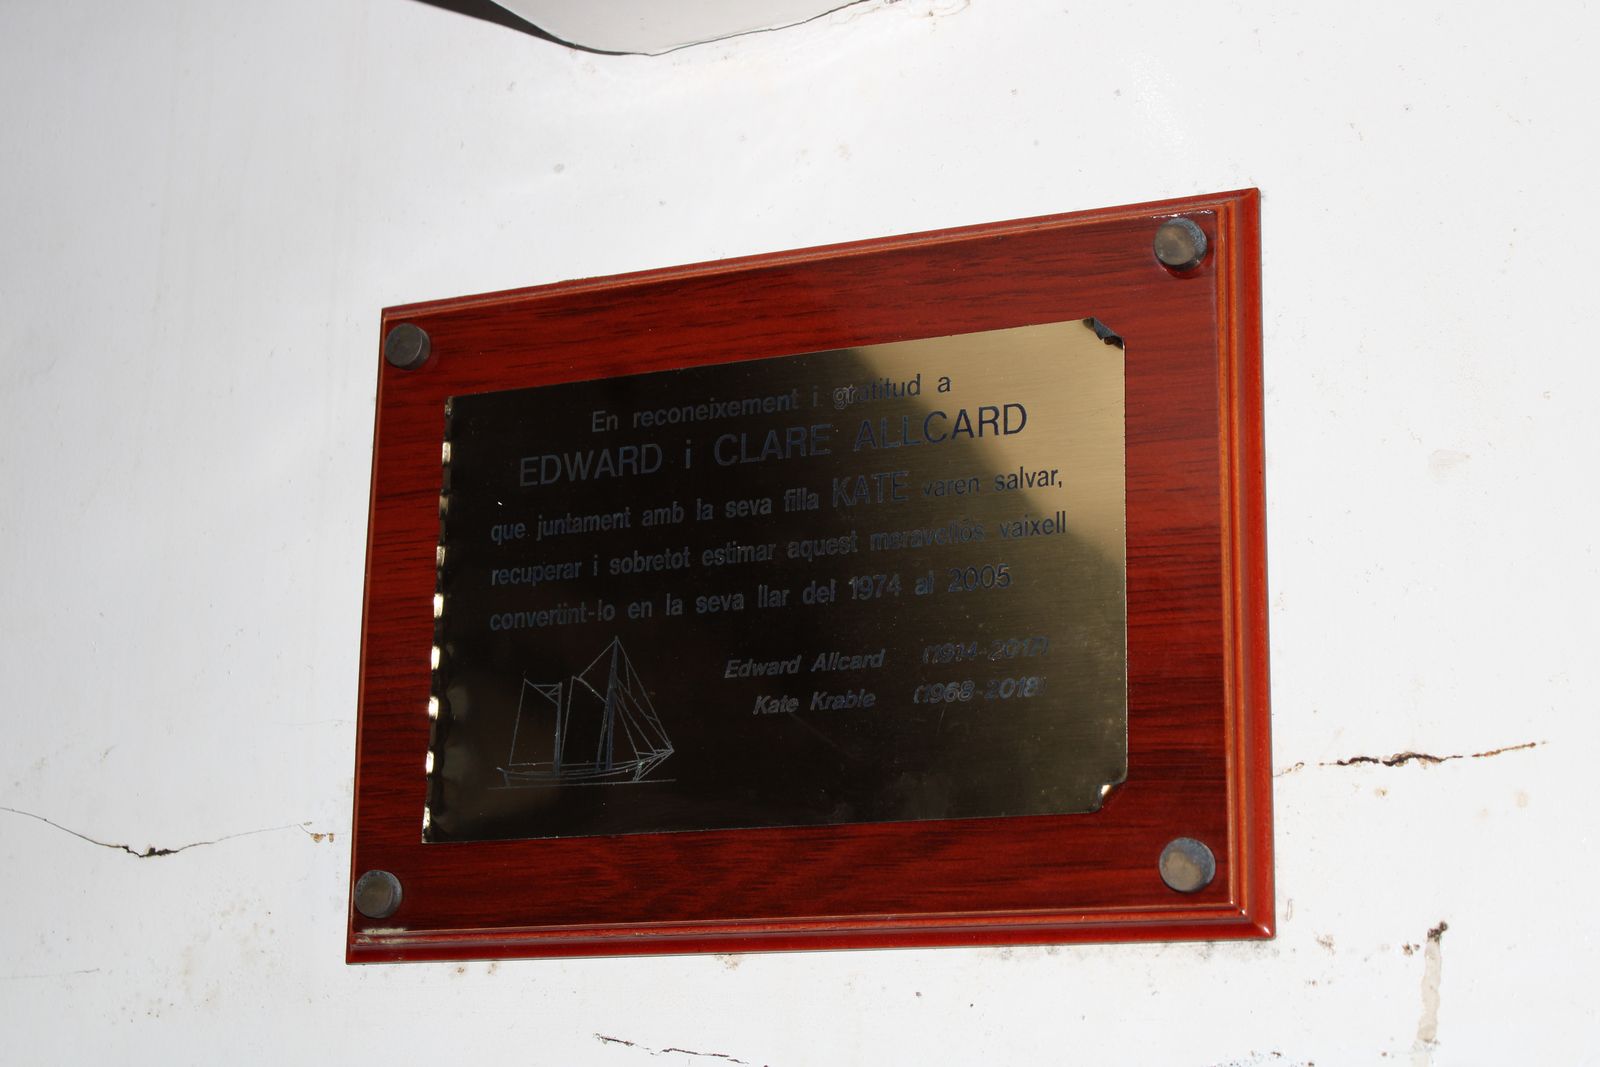 En reconeixement i gratitud a
EDWARD i CLARE ALLCARD
que juntament amb la seva filla KATE varen salvar,
recuperar i sobretot estimar aquest meravellós vaixell
convertint-lo en la seva llar del 1974 al 2005
Edward Allcard (1914-2017)
Kate Krabie (1968-2018)